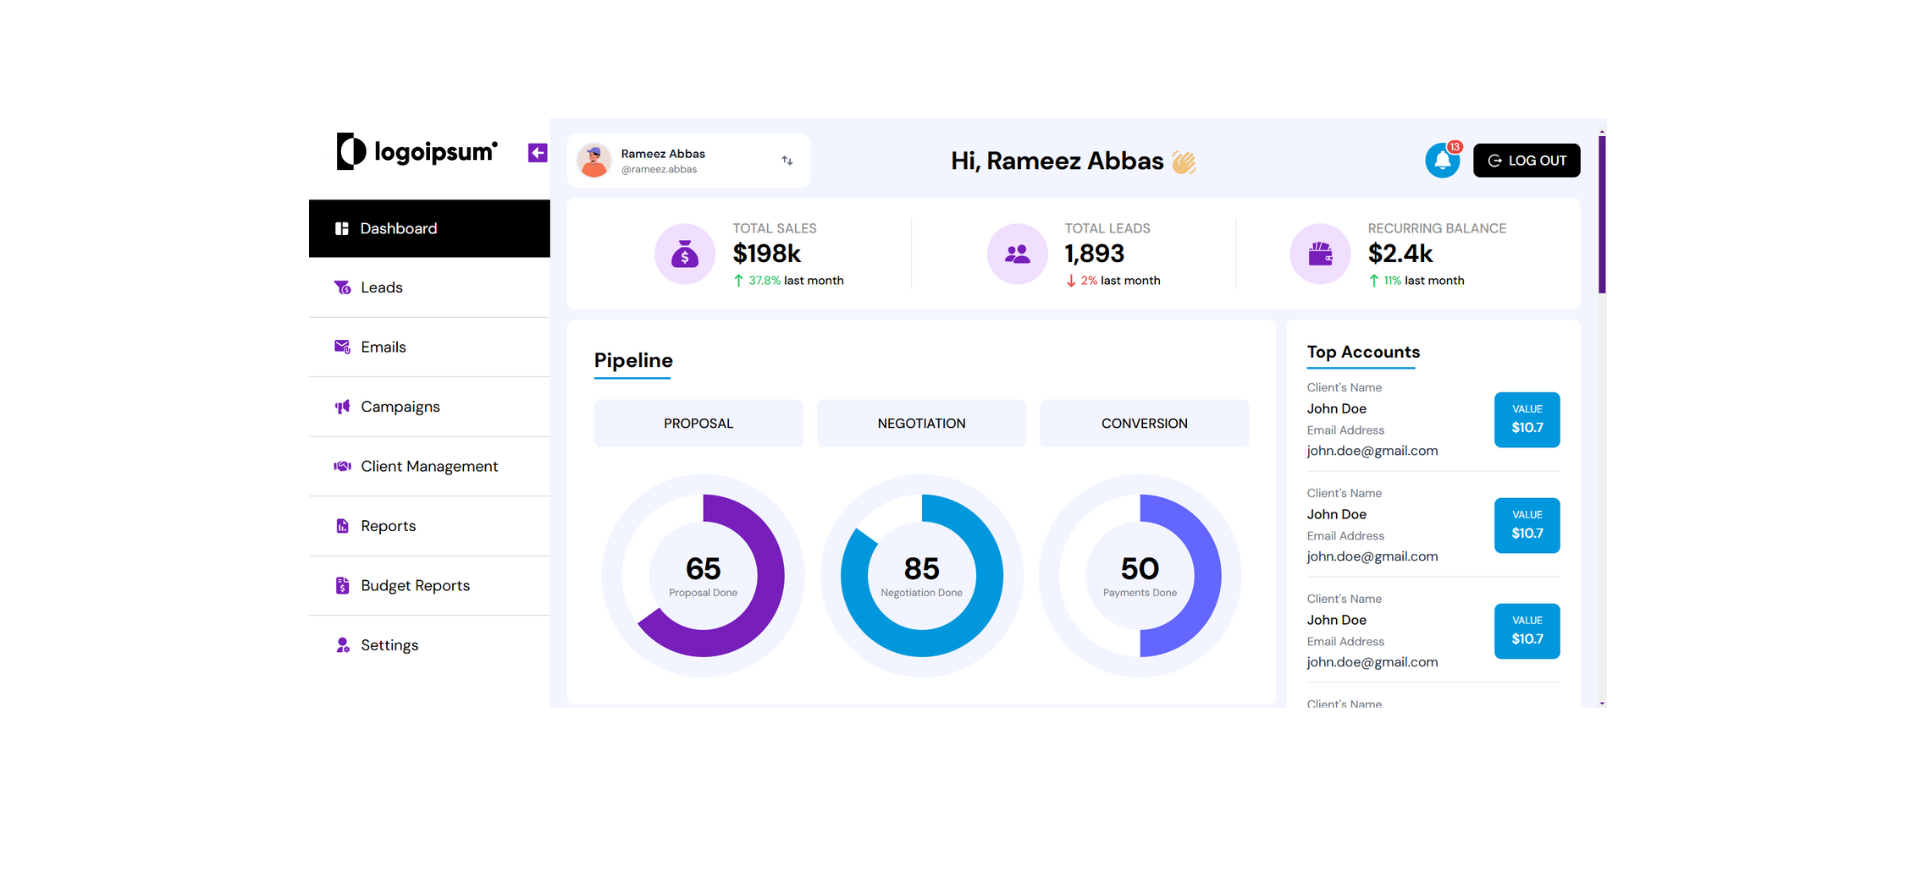 logoipsum
Dashboard
Leads
Emails
Campaigns
Client Management
Reports
Budget Reports
Settings
Rameez Abbas
@rameez.abbas
Hi, Rameez Abbas 👋
13
LOG OUT
TOTAL SALES
$198k
↑ 37.8% last month
TOTAL LEADS
1,893
↓ 2% last month
RECURRING BALANCE
$2.4k
↑ 11% last month
Pipeline
PROPOSAL
NEGOTIATION
CONVERSION
65
Proposal Done
85
Negotiation Done
50
Payments Done
Top Accounts
Client's Name
John Doe
Email Address
john.doe@gmail.com
VALUE
$10.7
Client's Name
John Doe
Email Address
john.doe@gmail.com
VALUE
$10.7
Client's Name
John Doe
Email Address
john.doe@gmail.com
VALUE
$10.7
Client's Name